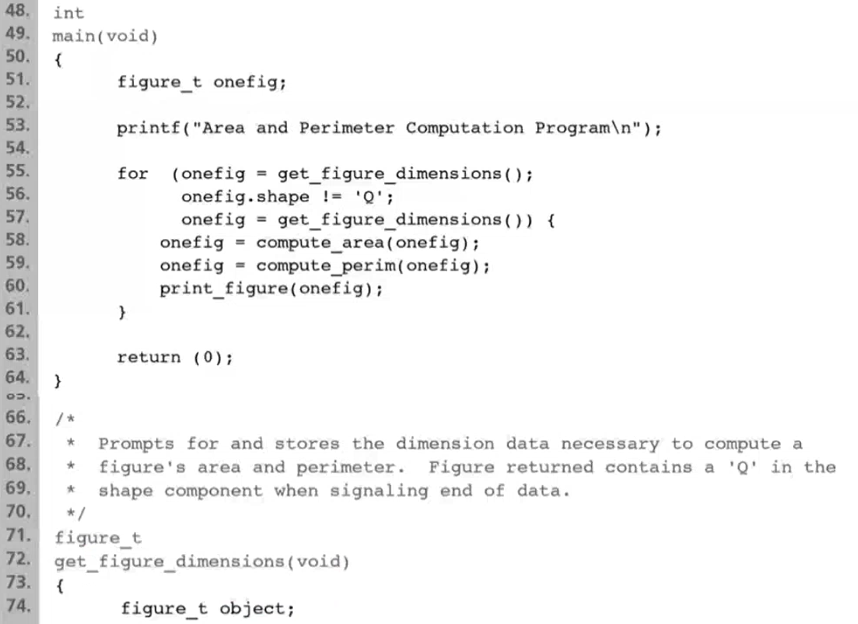 48. int
49. main(void)
50. {
51. figure_t onefig;
52.
53. printf("Area and Perimeter Computation Program\n");
54.
55. for (onefig = get_figure_dimensions();
56. onefig.shape != 'Q';
57. onefig = get_figure_dimensions()) {
58. onefig = compute_area(onefig);
59. onefig = compute_perim(onefig);
60. print_figure(onefig);
61. }
62.
63. return (0);
64. }
66. /*
67. * Prompts for and stores the dimension data necessary to compute a
68. * figure's area and perimeter. Figure returned contains a 'Q' in the
69. * shape component when signaling end of data.
70. */
71. figure_t
72. get_figure_dimensions(void)
73. {
74. figure_t object;